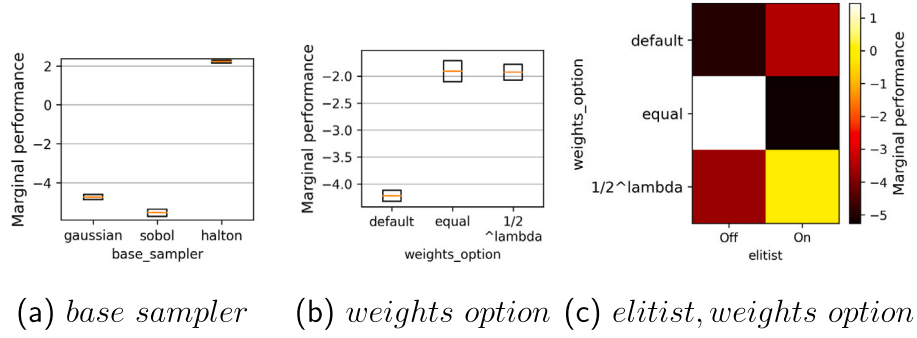 Marginal performance
2
0
−2
−4
gaussian sobol halton
base_sampler
Marginal performance
−2.0
−2.5
−3.0
−3.5
−4.0
default equal 1/2
^lambda
weights_option
weights_option
default
equal
1/2^lambda
Off On
elitist
1
0
−1
−2
−3
−4
−5
Marginal performance
(a) base sampler (b) weights option (c) elitist, weights option